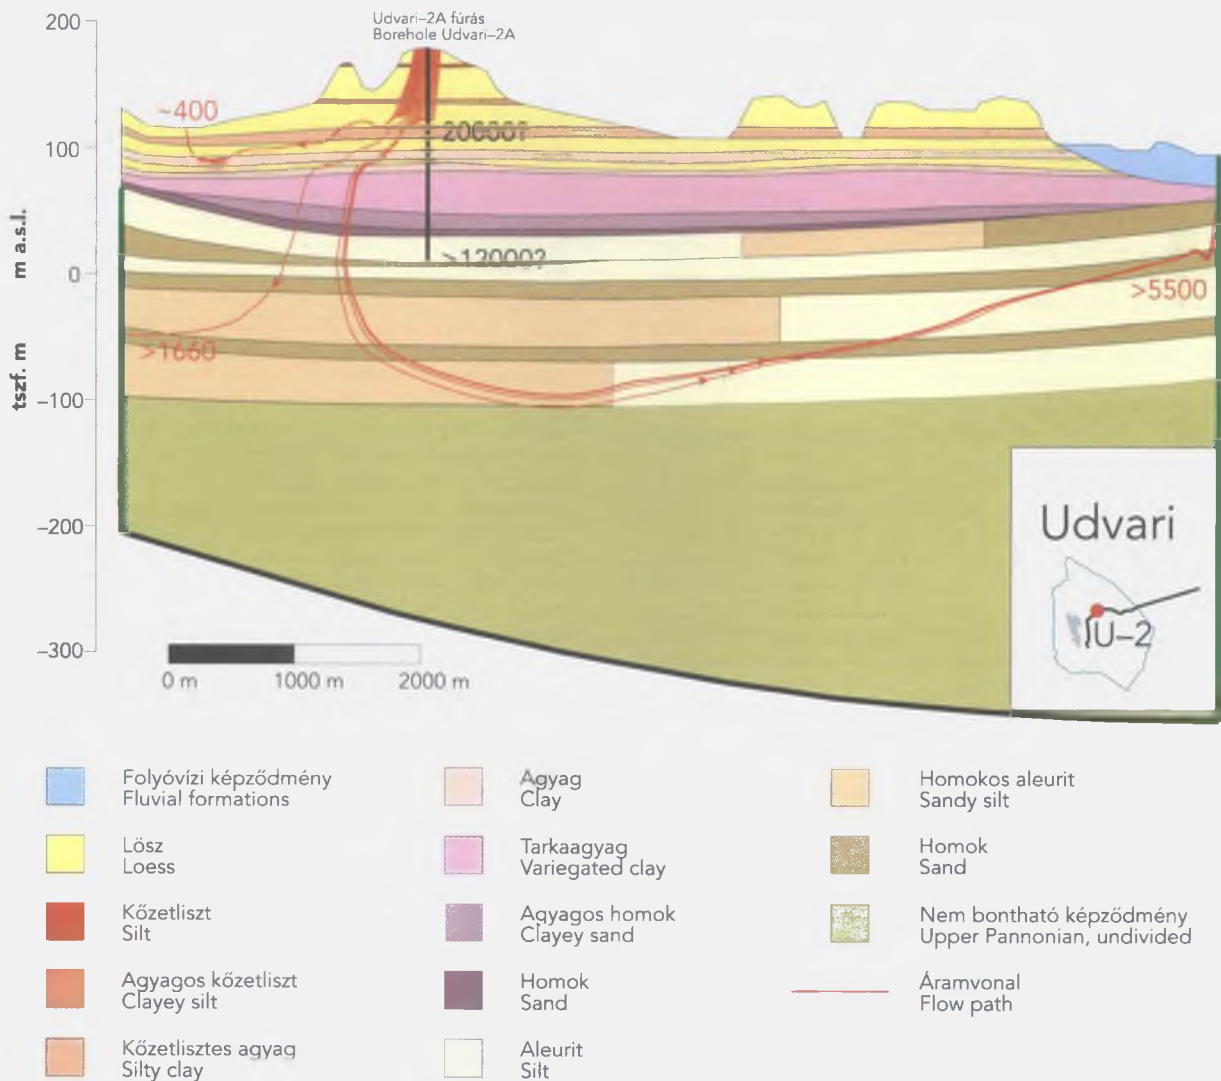 Udvari–2A fúrás
Borehole Udvari–2A
200
100
0
–100
–200
–300
m a.s.l.
tszf. m
~400
20000?
>12000?
>1660
>5500
0 m
1000 m
2000 m
Udvari
U–2
Folyóvízi képződmény
Fluvial formations
Lösz
Loess
Kőzetliszt
Silt
Agyagos kőzetliszt
Clayey silt
Kőzetlisztes agyag
Silty clay
Agyag
Clay
Tarkaagyag
Variegated clay
Agyagos homok
Clayey sand
Homok
Sand
Aleurit
Silt
Homokos aleurit
Sandy silt
Homok
Sand
Nem bontható képződmény
Upper Pannonian, undivided
Áramvonal
Flow path